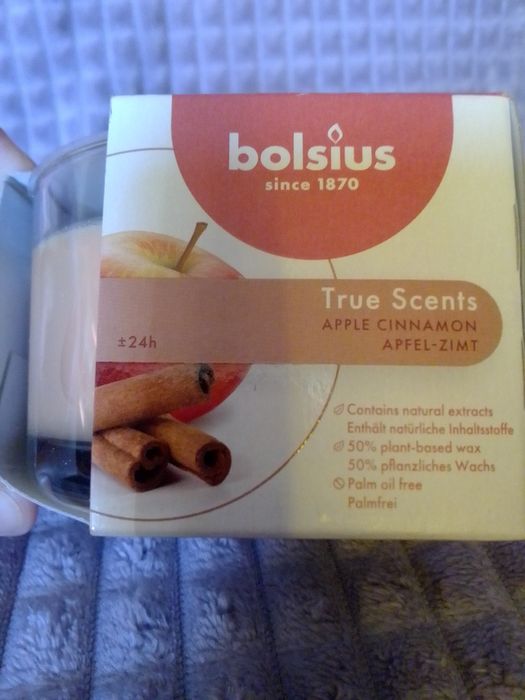 bolsius
since 1870
True Scents
APPLE CINNAMON
APFEL-ZIMT
±24h
Contains natural extracts
Enthält natürliche Inhaltsstoffe
50% plant-based wax
50% pflanzliches Wachs
Palm oil free
Palmfrei